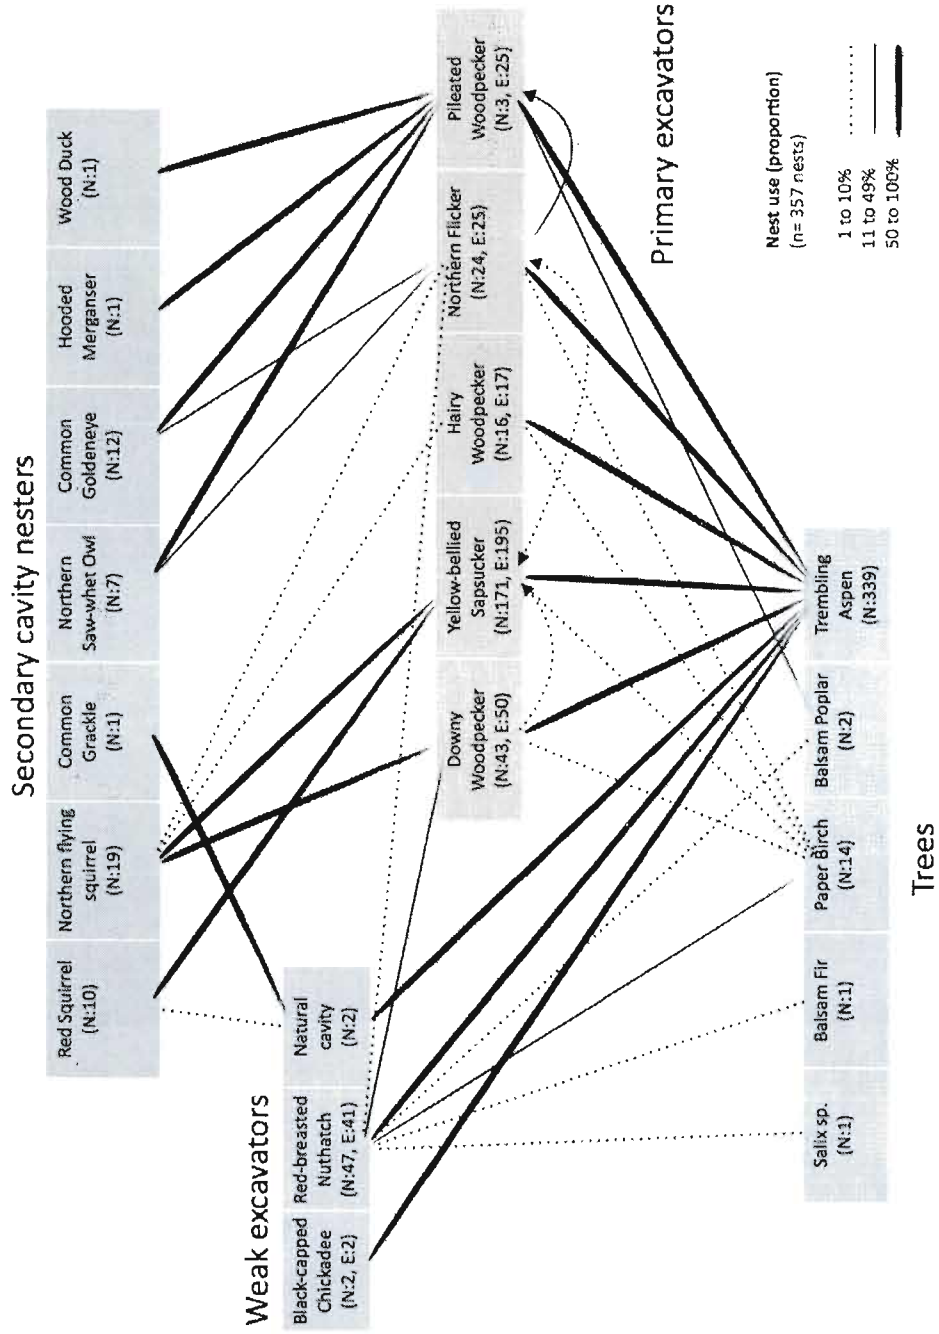 Secondary cavity nesters
Red Squirrel
(N:10)
Northern flying
squirrel
(N:19)
Common
Grackle
(N:1)
Northern
Saw-whet Owl
(N:7)
Common
Goldeneye
(N:12)
Hooded
Merganser
(N:1)
Wood Duck
(N:1)
Weak excavators
Black-capped
Chickadee
(N:2, E:2)
Red-breasted
Nuthatch
(N:47, E:41)
Natural
cavity
(N:2)
Downy
Woodpecker
(N:43, E:50)
Yellow-bellied
Sapsucker
(N:171, E:195)
Hairy
Woodpecker
(N:16, E:17)
Northern Flicker
(N:24, E:25)
Pileated
Woodpecker
(N:3, E:25)
Primary excavators
Salix sp.
(N:1)
Balsam Fir
(N:1)
Paper Birch
(N:14)
Balsam Poplar
(N:2)
Trembling
Aspen
(N:339)
Trees
Nest use (proportion)
(n= 357 nests)
1 to 10%
11 to 49%
50 to 100%